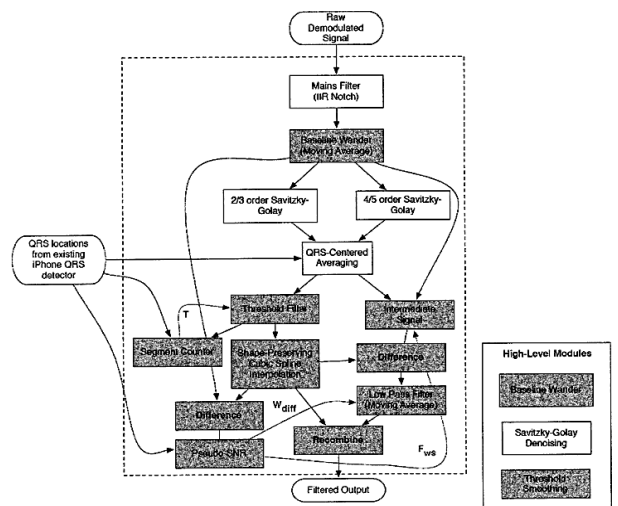 Raw
Demodulated
Signal
Mains Filter
(IIR Notch)
Baseline Wander
(Moving Average)
2/3 order Savitzky-
Golay
4/5 order Savitzky-
Golay
QRS locations
from existing
iPhone QRS
detector
QRS-Centered
Averaging
T
Threshold Filter
Intermediate
Signal
Segment Counter
Shape-Preserving
Cubic Spline
Interpolation
Difference
Difference
W diff
Low Pass Filter
(Moving Average)
Recombine
Pseudo SNR
F ws
Filtered Output
High-Level Modules
Baseline Wander
Savitzky-Golay
Denoising
Threshold
Smoothing